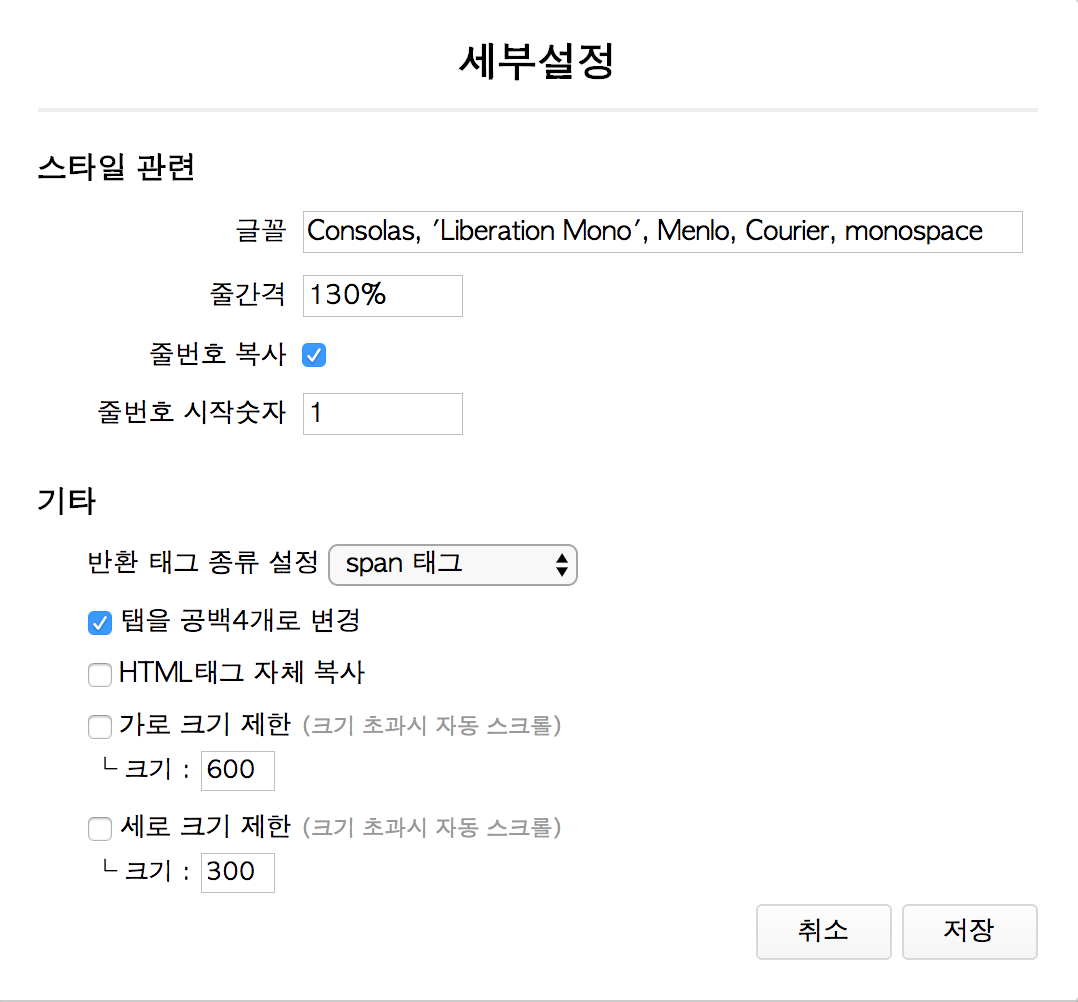 세부설정
스타일 관련
글꼴 Consolas, 'Liberation Mono', Menlo, Courier, monospace
줄간격 130%
줄번호 복사
줄번호 시작숫자 1
기타
반환 태그 종류 설정 span 태그
탭을 공백4개로 변경
HTML태그 자체 복사
가로 크기 제한 (크기 초과시 자동 스크롤)
└ 크기 : 600
세로 크기 제한 (크기 초과시 자동 스크롤)
└ 크기 : 300
취소 저장